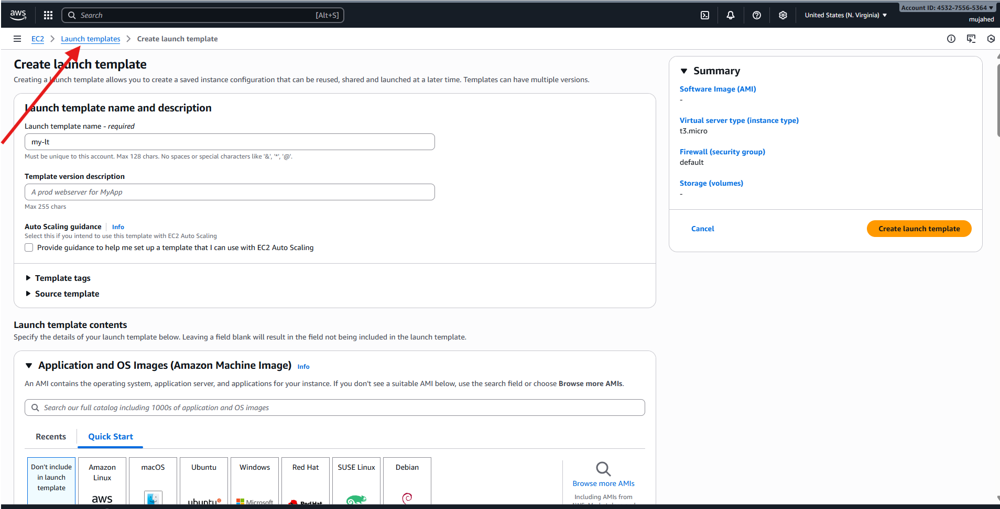 aws
Search [Alt+S]
United States (N. Virginia)
Account ID: 4532-7556-5364
mujahed
EC2 > Launch templates > Create launch template
Create launch template
Creating a launch template allows you to create a saved instance configuration that can be reused, shared and launched at a later time. Templates can have multiple versions.
Launch template name and description
Launch template name - required
my-lt
Must be unique to this account. Max 128 chars. No spaces or special characters like '&', '*', '@'.
Template version description
A prod webserver for MyApp
Max 255 chars
Auto Scaling guidance | Info
Select this if you intend to use this template with EC2 Auto Scaling
Provide guidance to help me set up a template that I can use with EC2 Auto Scaling
Template tags
Source template
Launch template contents
Specify the details of your launch template below. Leaving a field blank will result in the field not being included in the launch template.
Application and OS Images (Amazon Machine Image) Info
An AMI contains the operating system, application server, and applications for your instance. If you don't see a suitable AMI below, use the search field or choose Browse more AMIs.
Search our full catalog including 1000s of application and OS images
Recents
Quick Start
Don't include
in launch
template
Amazon
Linux
aws
macOS
Ubuntu
ubuntu
Windows
Microsoft
Red Hat
Red Hat
SUSE Linux
Debian
Browse more AMIs
Including AMIs from
Summary
Software Image (AMI)
-
Virtual server type (instance type)
t3.micro
Firewall (security group)
default
Storage (volumes)
-
Cancel
Create launch template